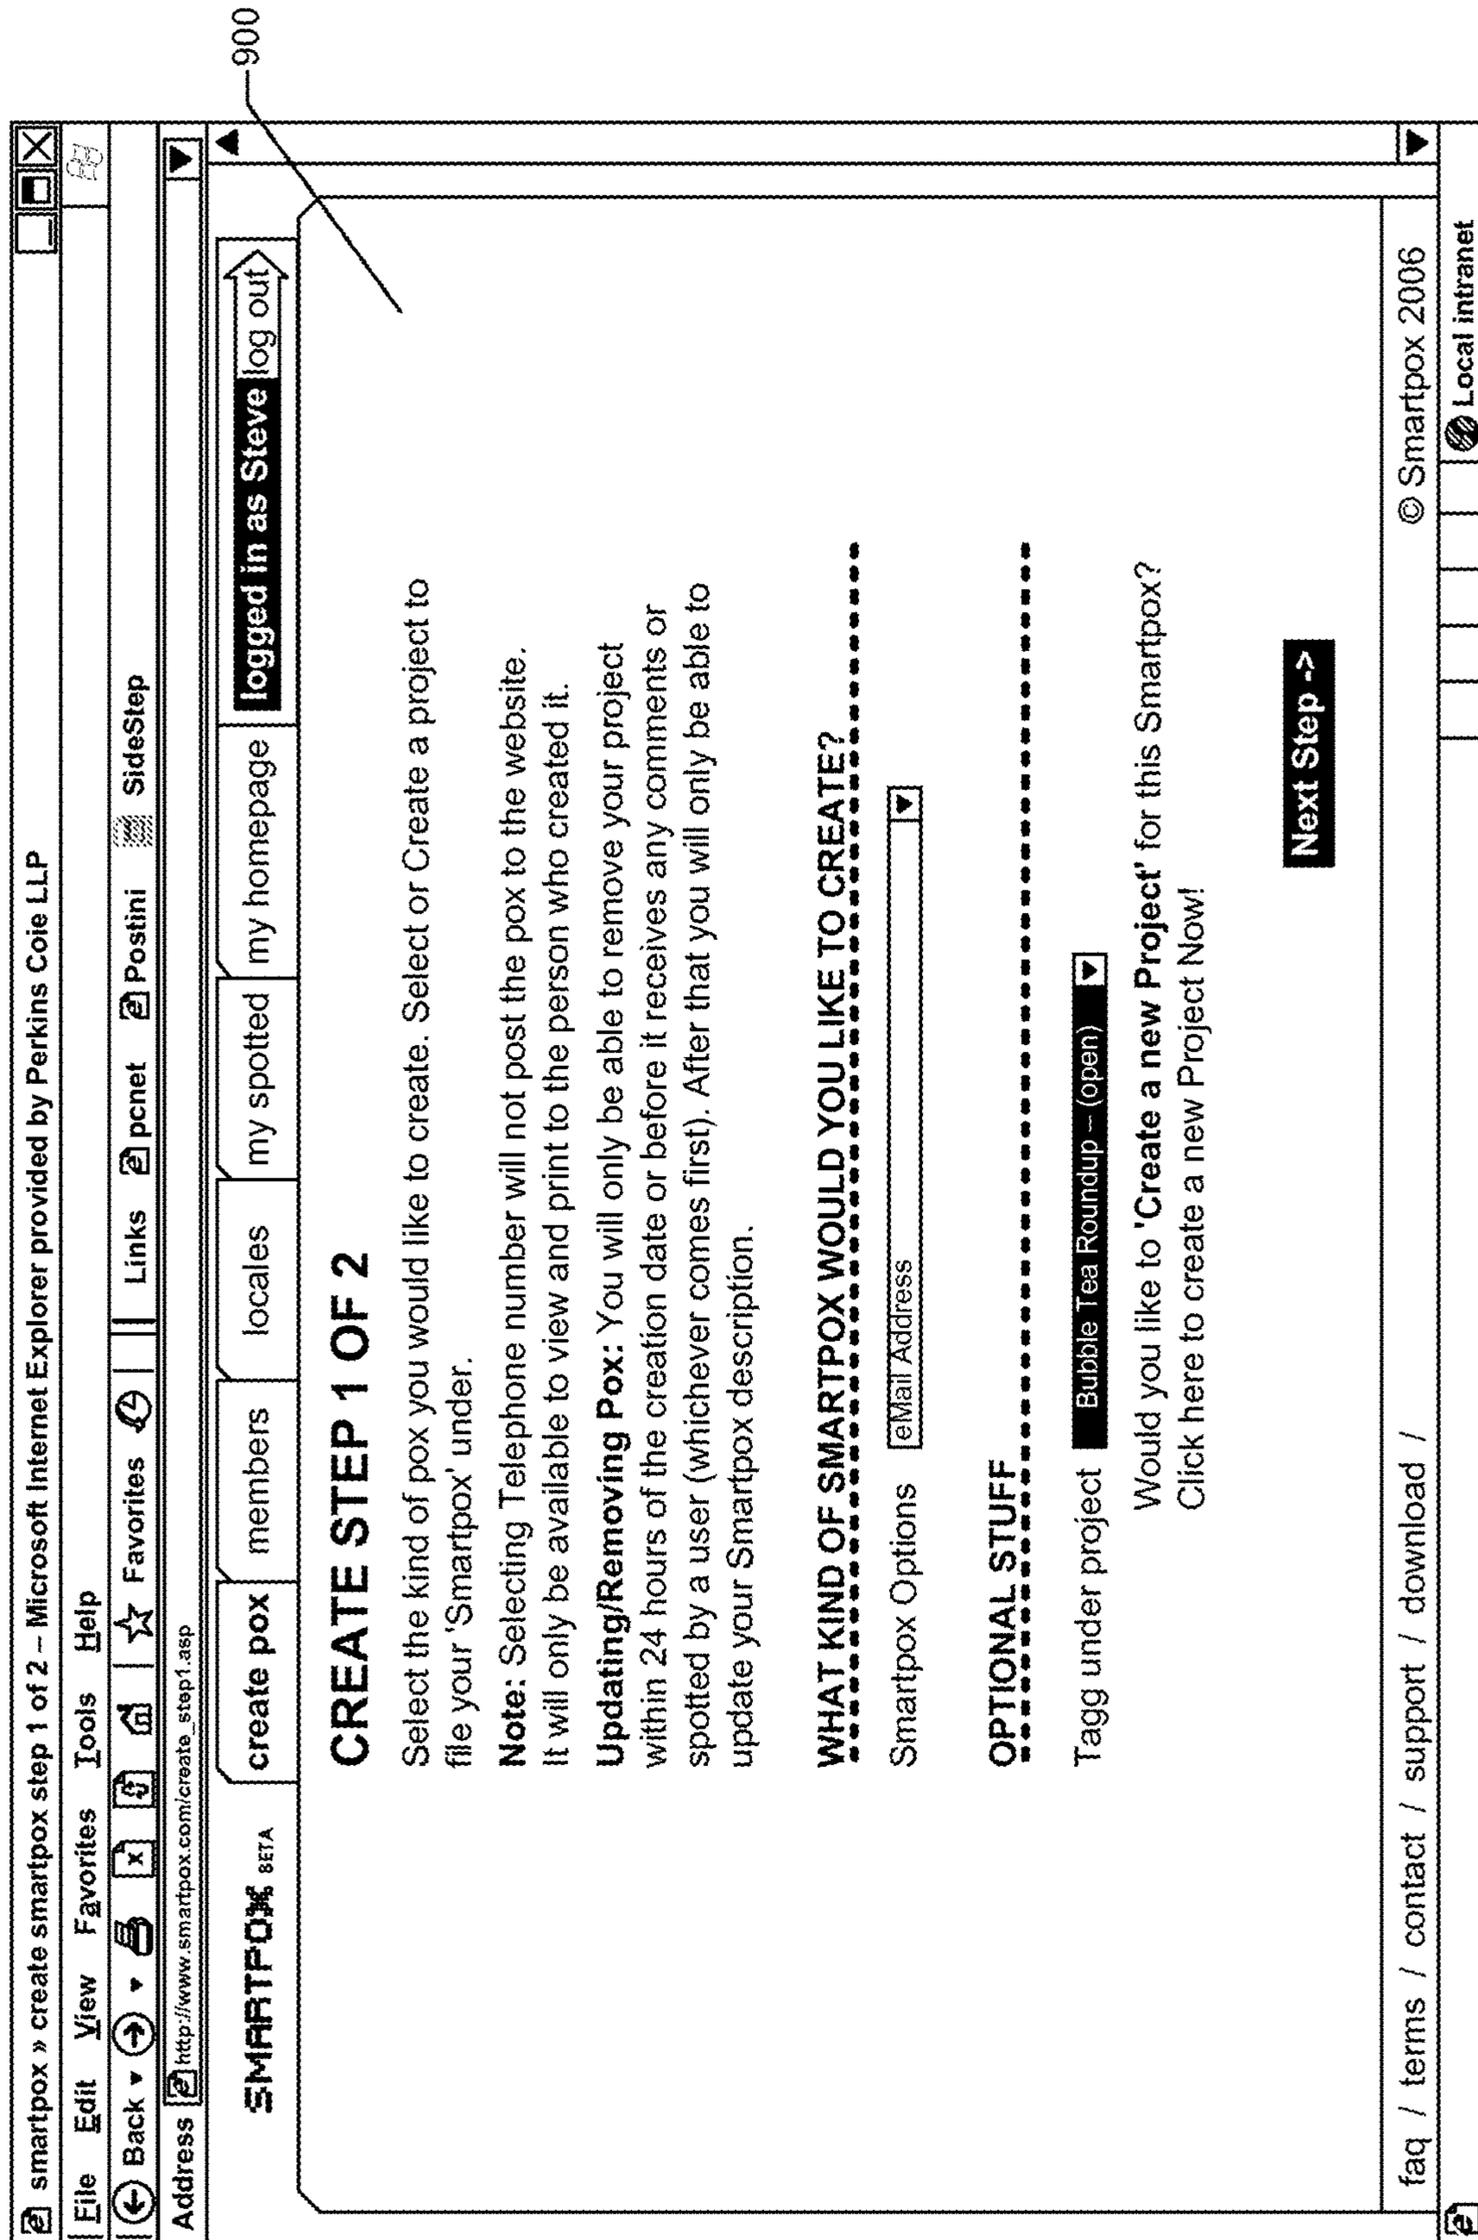 smartpox » create smartpox step 1 of 2 – Microsoft Internet Explorer provided by Perkins Coie LLP
File Edit View Favorites Tools Help
Back Favorites Links pcnet Postini SideStep
Address http://www.smartpox.com/create_step1.asp
SMARTPOX BETA create pox members locales my spotted my homepage logged in as Steve log out
900
CREATE STEP 1 OF 2
Select the kind of pox you would like to create. Select or Create a project to
file your 'Smartpox' under.
Note: Selecting Telephone number will not post the pox to the website.
It will only be available to view and print to the person who created it.
Updating/Removing Pox: You will only be able to remove your project
within 24 hours of the creation date or before it receives any comments or
spotted by a user (whichever comes first). After that you will only be able to
update your Smartpox description.
WHAT KIND OF SMARTPOX WOULD YOU LIKE TO CREATE?
Smartpox Options eMail Address
OPTIONAL STUFF
Tagg under project Bubble Tea Roundup – (open)
Would you like to 'Create a new Project' for this Smartpox?
Click here to create a new Project Now!
Next Step ->
faq / terms / contact / support / download / © Smartpox 2006
Local intranet